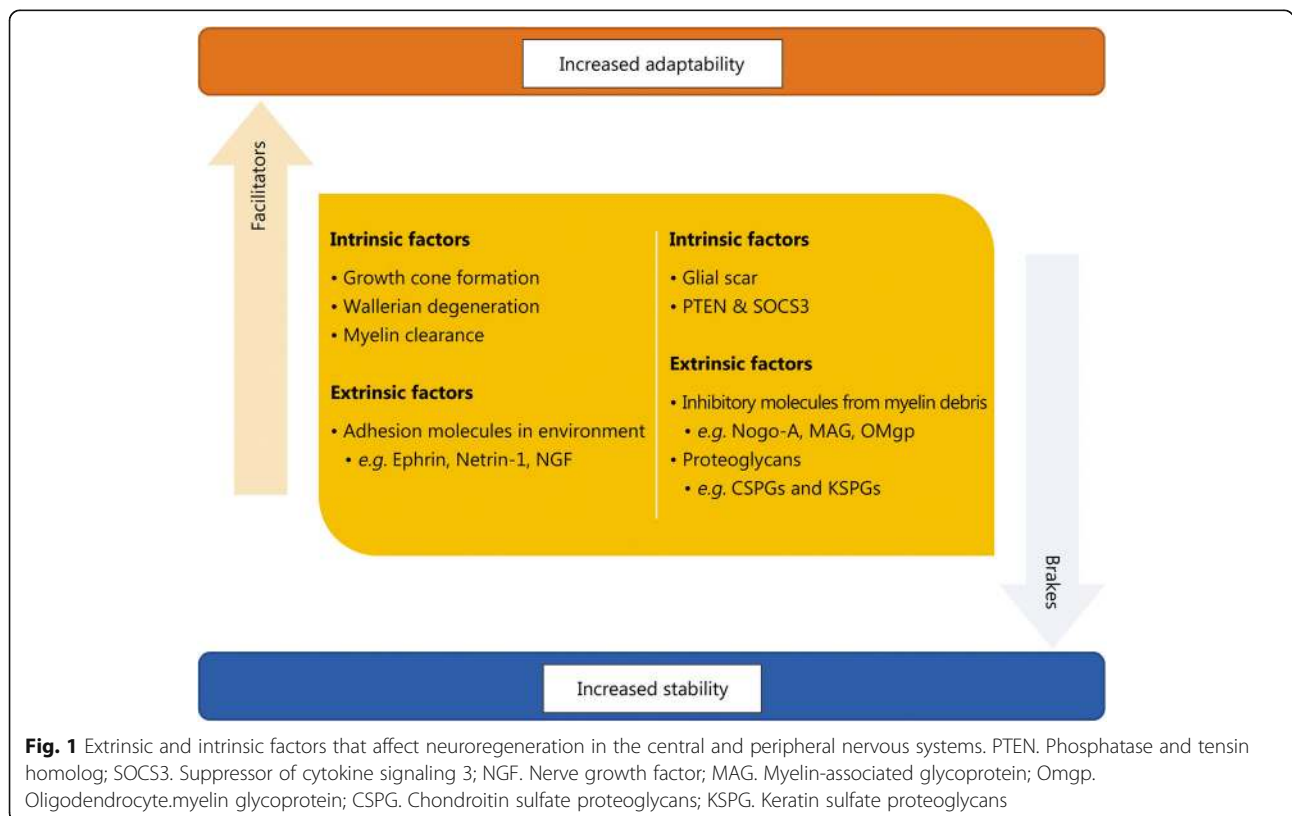 Increased adaptability
Facilitators
Intrinsic factors
• Growth cone formation
• Wallerian degeneration
• Myelin clearance
Extrinsic factors
• Adhesion molecules in environment
• e.g. Ephrin, Netrin-1, NGF
Intrinsic factors
• Glial scar
• PTEN & SOCS3
Extrinsic factors
• Inhibitory molecules from myelin debris
• e.g. Nogo-A, MAG, OMgp
• Proteoglycans
• e.g. CSPGs and KSPGs
Brakes
Increased stability
Fig. 1 Extrinsic and intrinsic factors that affect neuroregeneration in the central and peripheral nervous systems. PTEN. Phosphatase and tensin
homolog; SOCS3. Suppressor of cytokine signaling 3; NGF. Nerve growth factor; MAG. Myelin-associated glycoprotein; Omgp.
Oligodendrocyte.myelin glycoprotein; CSPG. Chondroitin sulfate proteoglycans; KSPG. Keratin sulfate proteoglycans